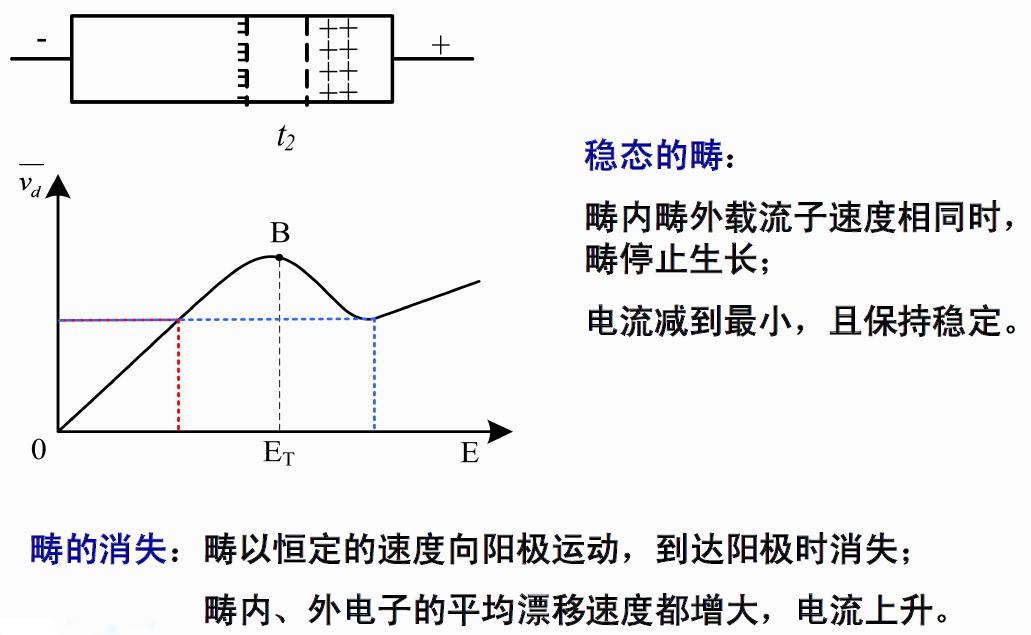 - +
++
++
++
++
t₂
v̄d
B
0
E_T
E
稳态的畴：
畴内畴外载流子速度相同时，
畴停止生长；
电流减到最小，且保持稳定。
畴的消失：畴以恒定的速度向阳极运动，到达阳极时消失；
畴内、外电子的平均漂移速度都增大，电流上升。